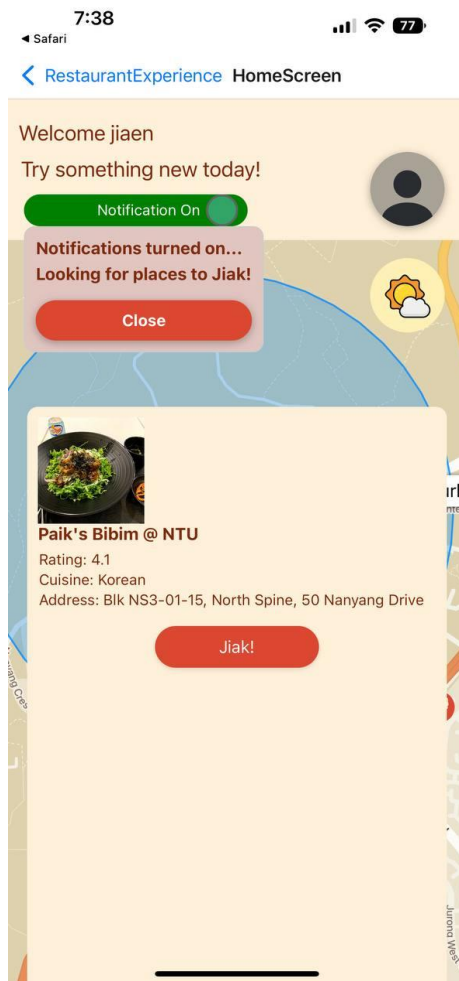 7:38
77
◄ Safari
RestaurantExperience HomeScreen
Welcome jiaen
Try something new today!
Notification On
Notifications turned on...
Looking for places to Jiak!
Close
Paik's Bibim @ NTU
Rating: 4.1
Cuisine: Korean
Address: Blk NS3-01-15, North Spine, 50 Nanyang Drive
Jiak!
Jurong West